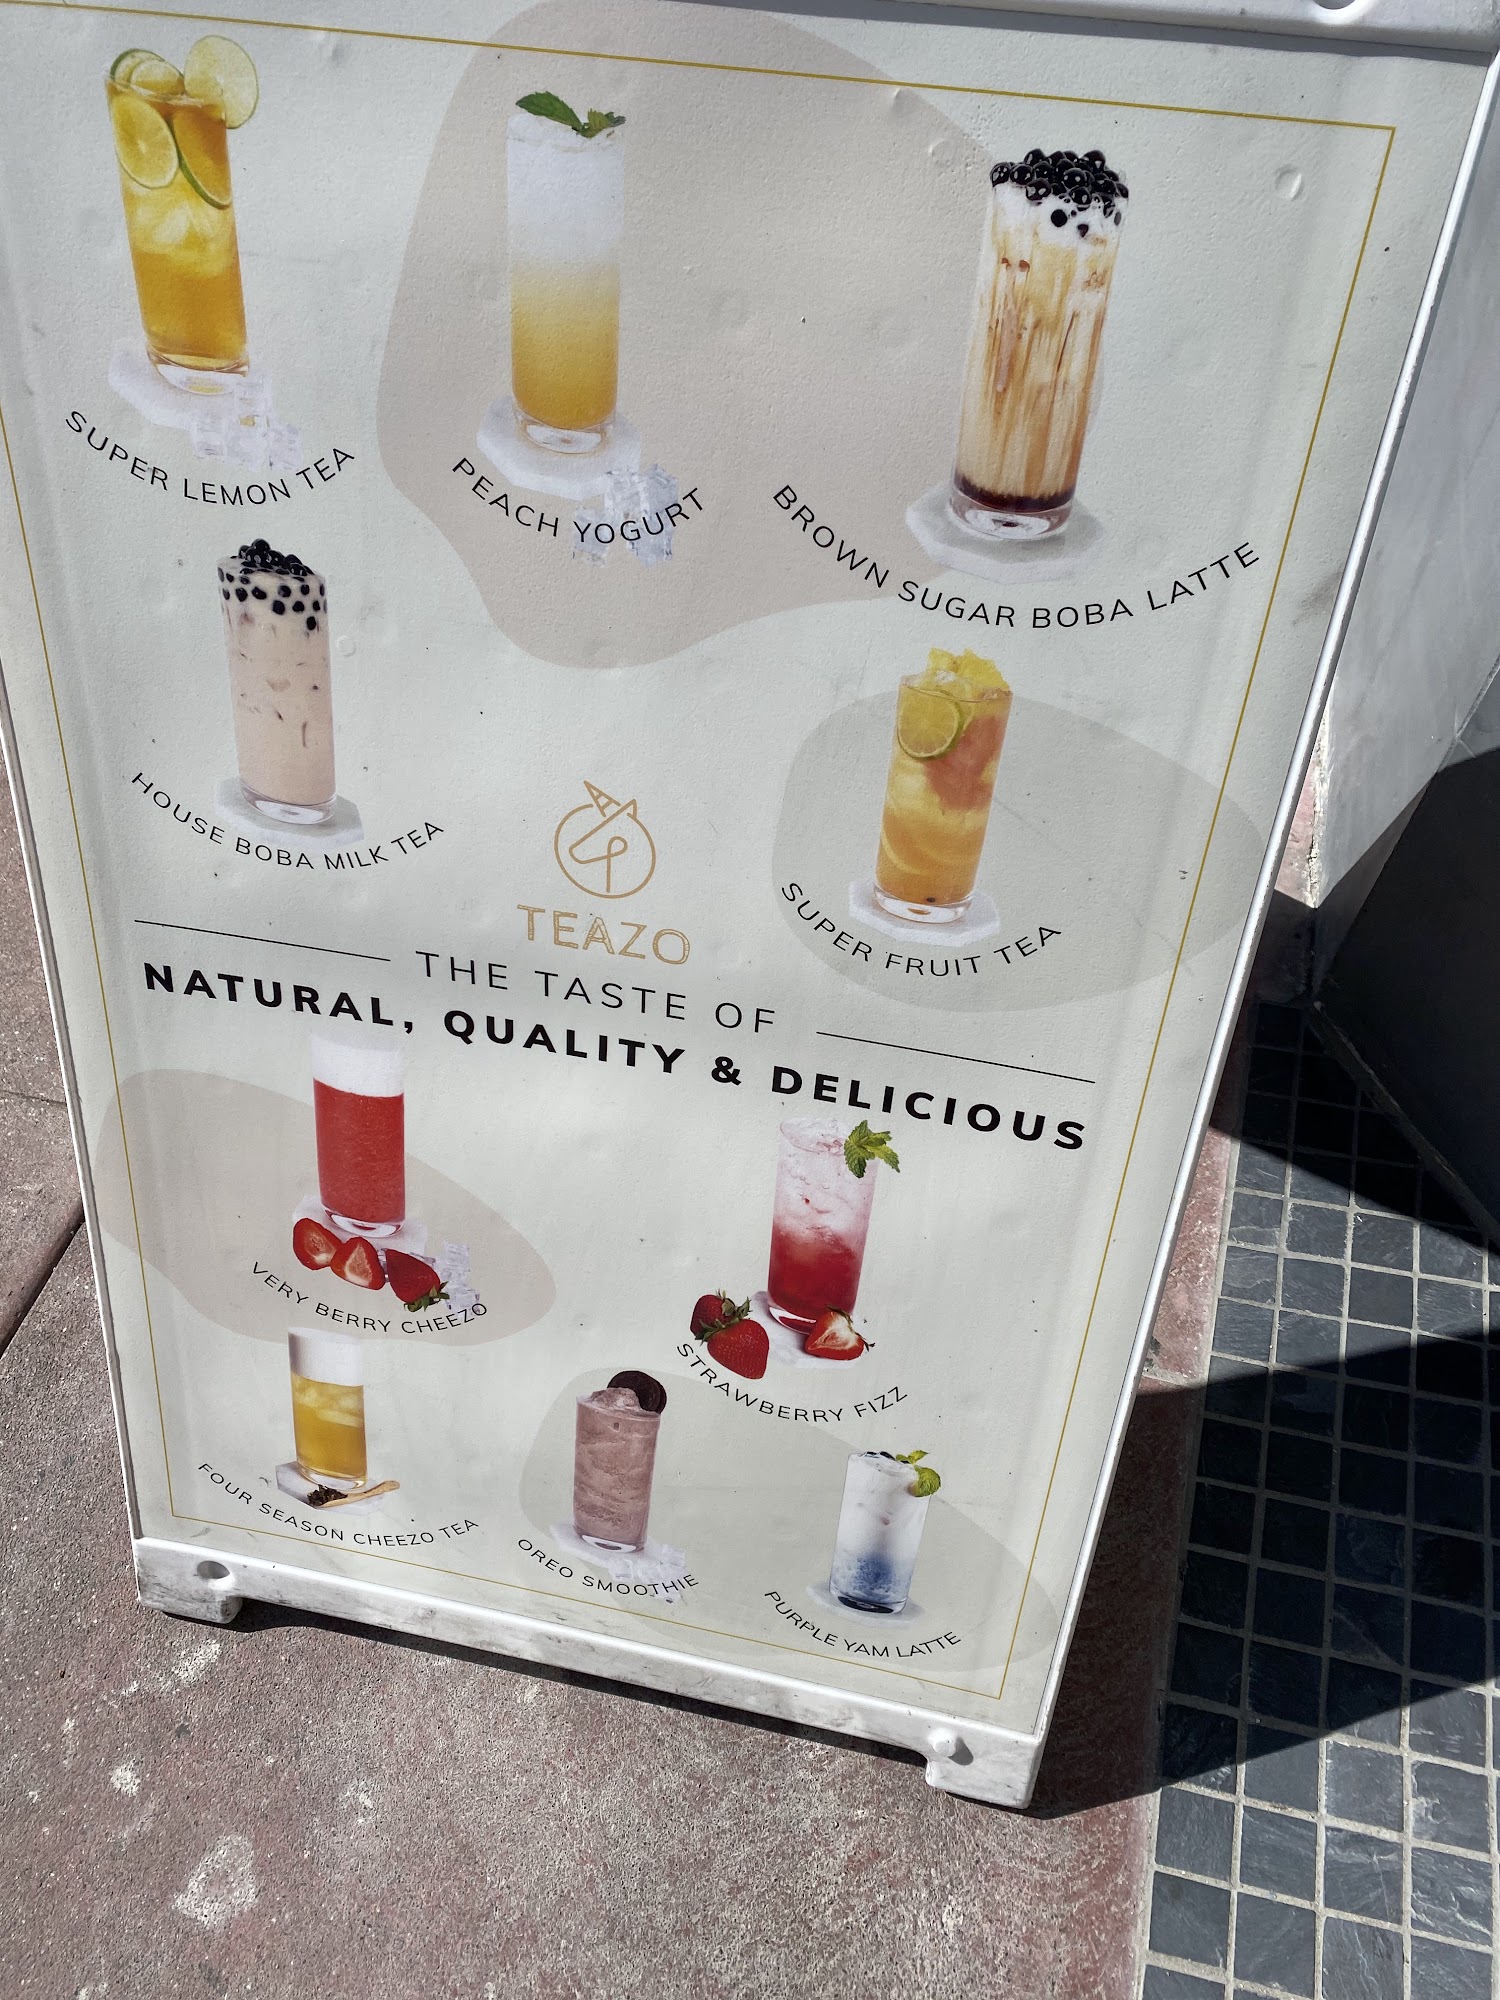 SUPER LEMON TEA
PEACH YOGURT
BROWN SUGAR BOBA LATTE
HOUSE BOBA MILK TEA
SUPER FRUIT TEA
TEAZO
THE TASTE OF
NATURAL, QUALITY & DELICIOUS
VERY BERRY CHEEZO
STRAWBERRY FIZZ
FOUR SEASON CHEEZO TEA
OREO SMOOTHIE
PURPLE YAM LATTE